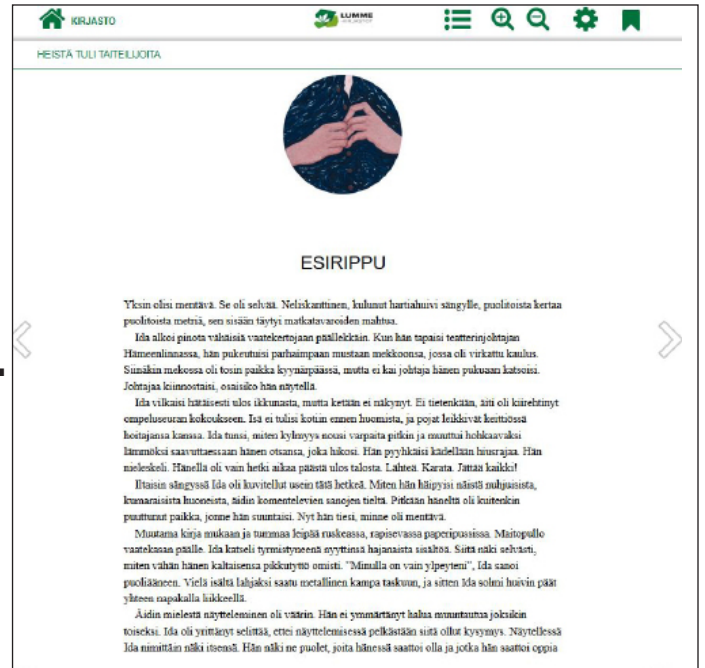 KIRJASTO
LUMME
KIRJASTOT
HEISTÄ TULI TAITEILIJOITA
ESIRIPPU
Yksin olisi mentävä. Se oli selvää. Neliskanttinen, kulunut hartiahuivi sängylle, puolitoista kertaa
puolitoista metriä, sen sisään täytyi matkatavaroiden mahtua.
Ida alkoi pinota vähäisiä vaatekertojaan päällekkäin. Kun hän tapaisi teatterinjohtajan
Hämeenlinnassa, hän pukeutuisi parhaimpaan mustaan mekkoonsa, jossa oli virkattu kaulus.
Siinäkin mekossa oli tosin paikka kyynärpäässä, mutta ei kai johtaja hänen pukuaan katsoisi.
Johtajaa kiinnostaisi, osaisiko hän näytellä.
Ida vilkaisi hätäisesti ulos ikkunasta, mutta ketään ei näkynyt. Ei tietenkään, äiti oli kiirehtinyt
ompeluseuran kokoukseen. Isä ei tulisi kotiin ennen huomista, ja pojat leikkivät keittiössä
hoitajansa kanssa. Ida tunsi, miten kylmyys nousi varpaita pitkin ja muuttui hohkaavaksi
lämmöksi saavuttaessaan hänen otsansa, joka hikosi. Hän pyyhkäisi kädellään hiusrajaa. Hän
nieleskeli. Hänellä oli vain hetki aikaa päästä ulos talosta. Lähteä. Karata. Jättää kaikki!
Iltaisin sängyssä Ida oli kuvitellut usein tätä hetkeä. Miten hän häipyisi näistä nuhjuisista,
kumaraisista huoneista, äidin komentelevien sanojen tieltä. Pitkään häneltä oli kuitenkin
puuttunut paikka, jonne hän suuntaisi. Nyt hän tiesi, minne oli mentävä.
Muutama kirja mukaan ja tummaa leipää ruskeassa, rapisevassa paperipussissa. Maitopullo
vaatekasan päälle. Ida katseli tyrmistyneenä nyyttinsä hajanaista sisältöä. Siitä näki selvästi,
miten vähän hänen kaltaisensa pikkutyttö omisti. "Minulla on vain ylpeyteni", Ida sanoi
puoliääneen. Vielä isältä lahjaksi saatu metallinen kampa taskuun, ja sitten Ida solmi huivin päät
yhteen napakalla liikkeellä.
Äidin mielestä näytteleminen oli väärin. Hän ei ymmärtänyt halua muuntautua joksikin
toiseksi. Ida oli yrittänyt selittää, ettei näyttelemisessä pelkästään siitä ollut kysymys. Näytellessä
Ida nimittäin näki itsensä. Hän näki ne puolet, joita hänessä saattoi olla ja jotka hän saattoi oppia